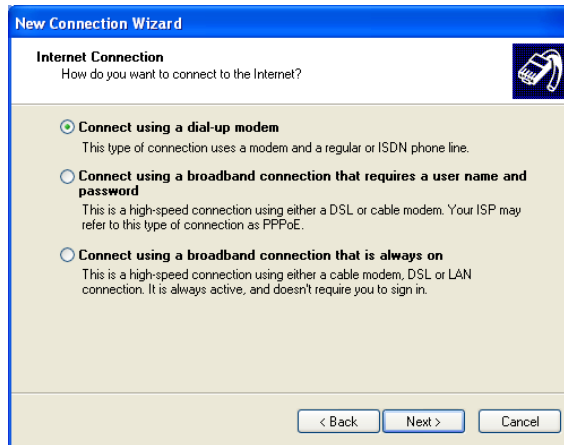 New Connection Wizard
Internet Connection
How do you want to connect to the Internet?
Connect using a dial-up modem
This type of connection uses a modem and a regular or ISDN phone line.
Connect using a broadband connection that requires a user name and
password
This is a high-speed connection using either a DSL or cable modem. Your ISP may
refer to this type of connection as PPPoE.
Connect using a broadband connection that is always on
This is a high-speed connection using either a cable modem, DSL or LAN
connection. It is always active, and doesn't require you to sign in.
< Back Next > Cancel